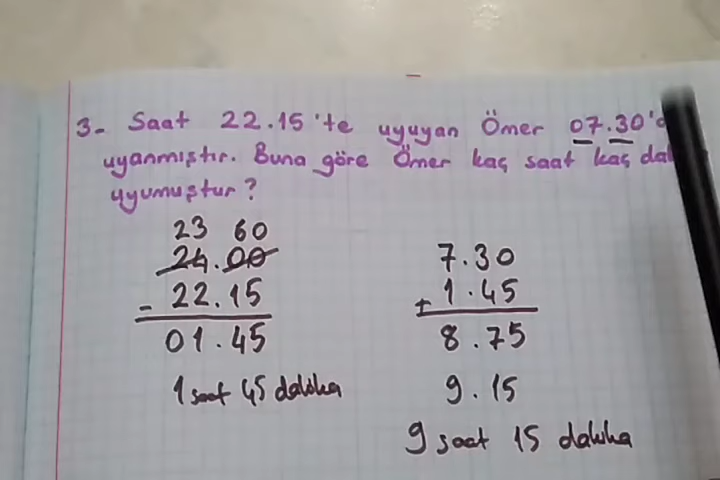 3- Saat 22.15'te uyuyan Ömer 07.30'd
uyanmıştır. Buna göre Ömer kaç saat kaç
uyumuştur?
23 60
24.00
- 22.15
01.45
1 saat 45 dakika
7.30
+ 1.45
8.75
9.15
9 saat 15 dakika